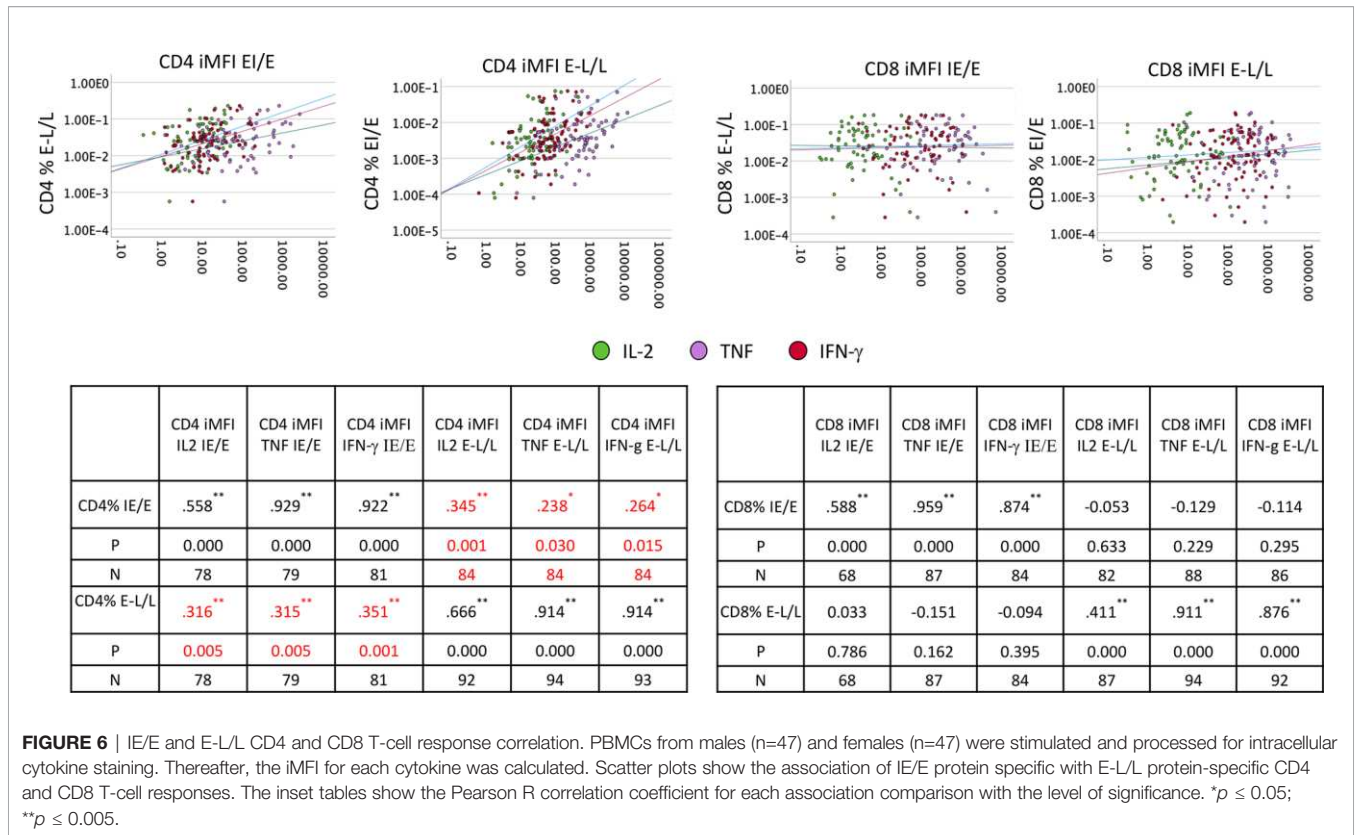 CD4 iMFI EI/E
CD4 % E-L/L
1.00E0
1.00E-1
1.00E-2
1.00E-3
1.00E-4
.10
1.00
10.00
100.00
1000.00
10000.00
CD4 iMFI E-L/L
CD4 % EI/E
1.00E-1
1.00E-2
1.00E-3
1.00E-4
1.00E-5
.10
1.00
10.00
100.00
1000.00
10000.00
CD8 iMFI IE/E
CD8 % E-L/L
1.00E0
1.00E-1
1.00E-2
1.00E-3
1.00E-4
.10
1.00
10.00
100.00
1000.00
10000.00
CD8 iMFI E-L/L
CD8 % EI/E
1.00E0
1.00E-1
1.00E-2
1.00E-3
1.00E-4
.10
1.00
10.00
100.00
1000.00
10000.00
IL-2 TNF IFN-γ
CD4 iMFI IL2 IE/E CD4 iMFI TNF IE/E CD4 iMFI IFN-γ IE/E CD4 iMFI IL2 E-L/L CD4 iMFI TNF E-L/L CD4 iMFI IFN-g E-L/L
CD4% IE/E .558** .929** .922** .345** .238* .264*
P 0.000 0.000 0.000 0.001 0.030 0.015
N 78 79 81 84 84 84
CD4% E-L/L .316** .315** .351** .666** .914** .914**
P 0.005 0.005 0.001 0.000 0.000 0.000
N 78 79 81 92 94 93
CD8 iMFI IL2 IE/E CD8 iMFI TNF IE/E CD8 iMFI IFN-γ IE/E CD8 iMFI IL2 E-L/L CD8 iMFI TNF E-L/L CD8 iMFI IFN-g E-L/L
CD8% IE/E .588** .959** .874** -0.053 -0.129 -0.114
P 0.000 0.000 0.000 0.633 0.229 0.295
N 68 87 84 82 88 86
CD8% E-L/L 0.033 -0.151 -0.094 .411** .911** .876**
P 0.786 0.162 0.395 0.000 0.000 0.000
N 68 87 84 87 94 92
FIGURE 6 | IE/E and E-L/L CD4 and CD8 T-cell response correlation. PBMCs from males (n=47) and females (n=47) were stimulated and processed for intracellular
cytokine staining. Thereafter, the iMFI for each cytokine was calculated. Scatter plots show the association of IE/E protein specific with E-L/L protein-specific CD4
and CD8 T-cell responses. The inset tables show the Pearson R correlation coefficient for each association comparison with the level of significance. *p ≤ 0.05;
**p ≤ 0.005.